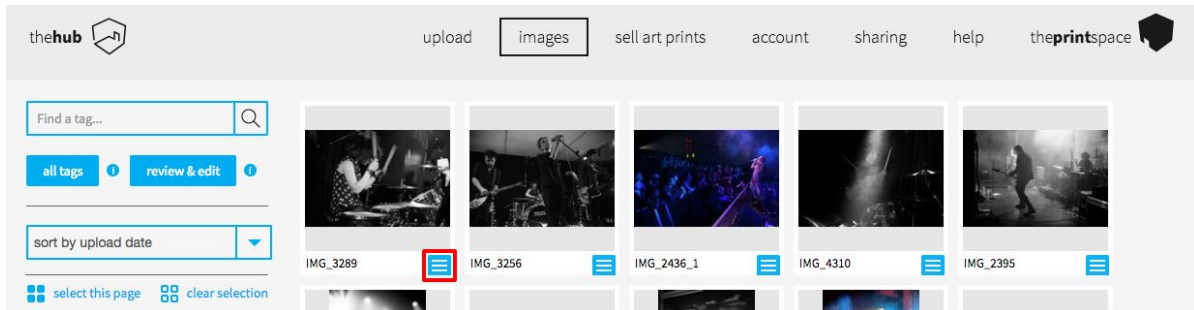 thehub
upload images sell art prints account sharing help theprintspace
Find a tag...
all tags i review & edit i
sort by upload date
select this page clear selection
IMG_3289 IMG_3256 IMG_2436_1 IMG_4310 IMG_2395